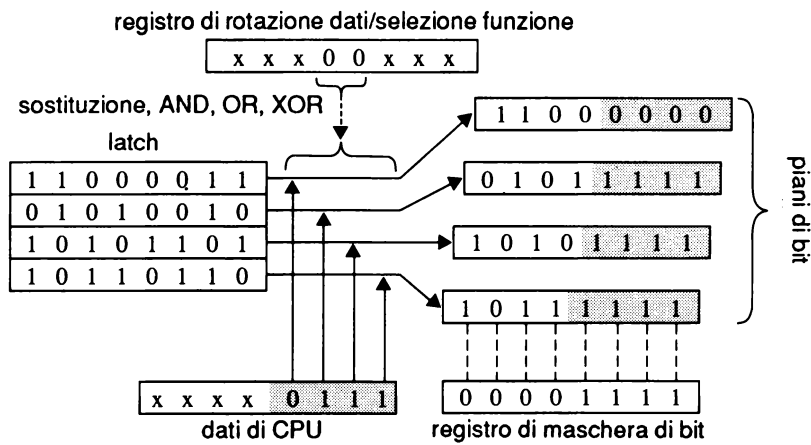 registro di rotazione dati/selezione funzione
x x x 0 0 x x x
sostituzione, AND, OR, XOR
latch
1 1 0 0 0 0 1 1
0 1 0 1 0 0 1 0
1 0 1 0 1 1 0 1
1 0 1 1 0 1 1 0
1 1 0 0 0 0 0 0
0 1 0 1 1 1 1 1
1 0 1 0 1 1 1 1
1 0 1 1 1 1 1 1
piani di bit
x x x x 0 1 1 1
dati di CPU
0 0 0 0 1 1 1 1
registro di maschera di bit